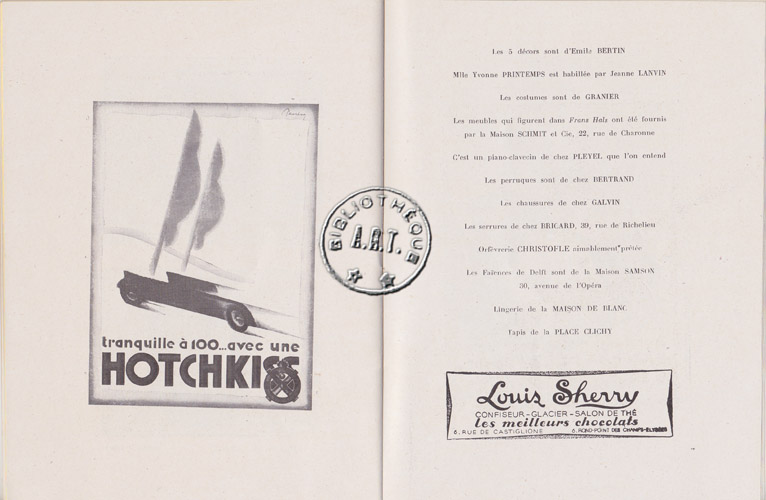 tranquille à 100...avec une
HOTCHKISS
BIBLIOTHÈQUE
A.R.T.
Les 5 décors sont d'Emile BERTIN
Mlle Yvonne PRINTEMPS est habillée par Jeanne LANVIN
Les costumes sont de GRANIER
Les meubles qui figurent dans Franz Hals ont été fournis
par la Maison SCHMIT et Cie, 22, rue de Charonne
C'est un piano-clavecin de chez PLEYEL que l'on entend
Les perruques sont de chez BERTRAND
Les chaussures de chez GALVIN
Les serrures de chez BRICARD, 39, rue de Richelieu
Orfèvrerie CHRISTOFLE aimablement prêtée
Les Faïences de Delft sont de la Maison SAMSON
30, avenue de l'Opéra
Lingerie de la MAISON DE BLANC
Tapis de la PLACE CLICHY
Louis Sherry
CONFISEUR-GLACIER-SALON DE THÉ
les meilleurs chocolats
6, RUE DE CASTIGLIONE 6, ROND-POINT DES CHAMPS-ÉLYSÉES